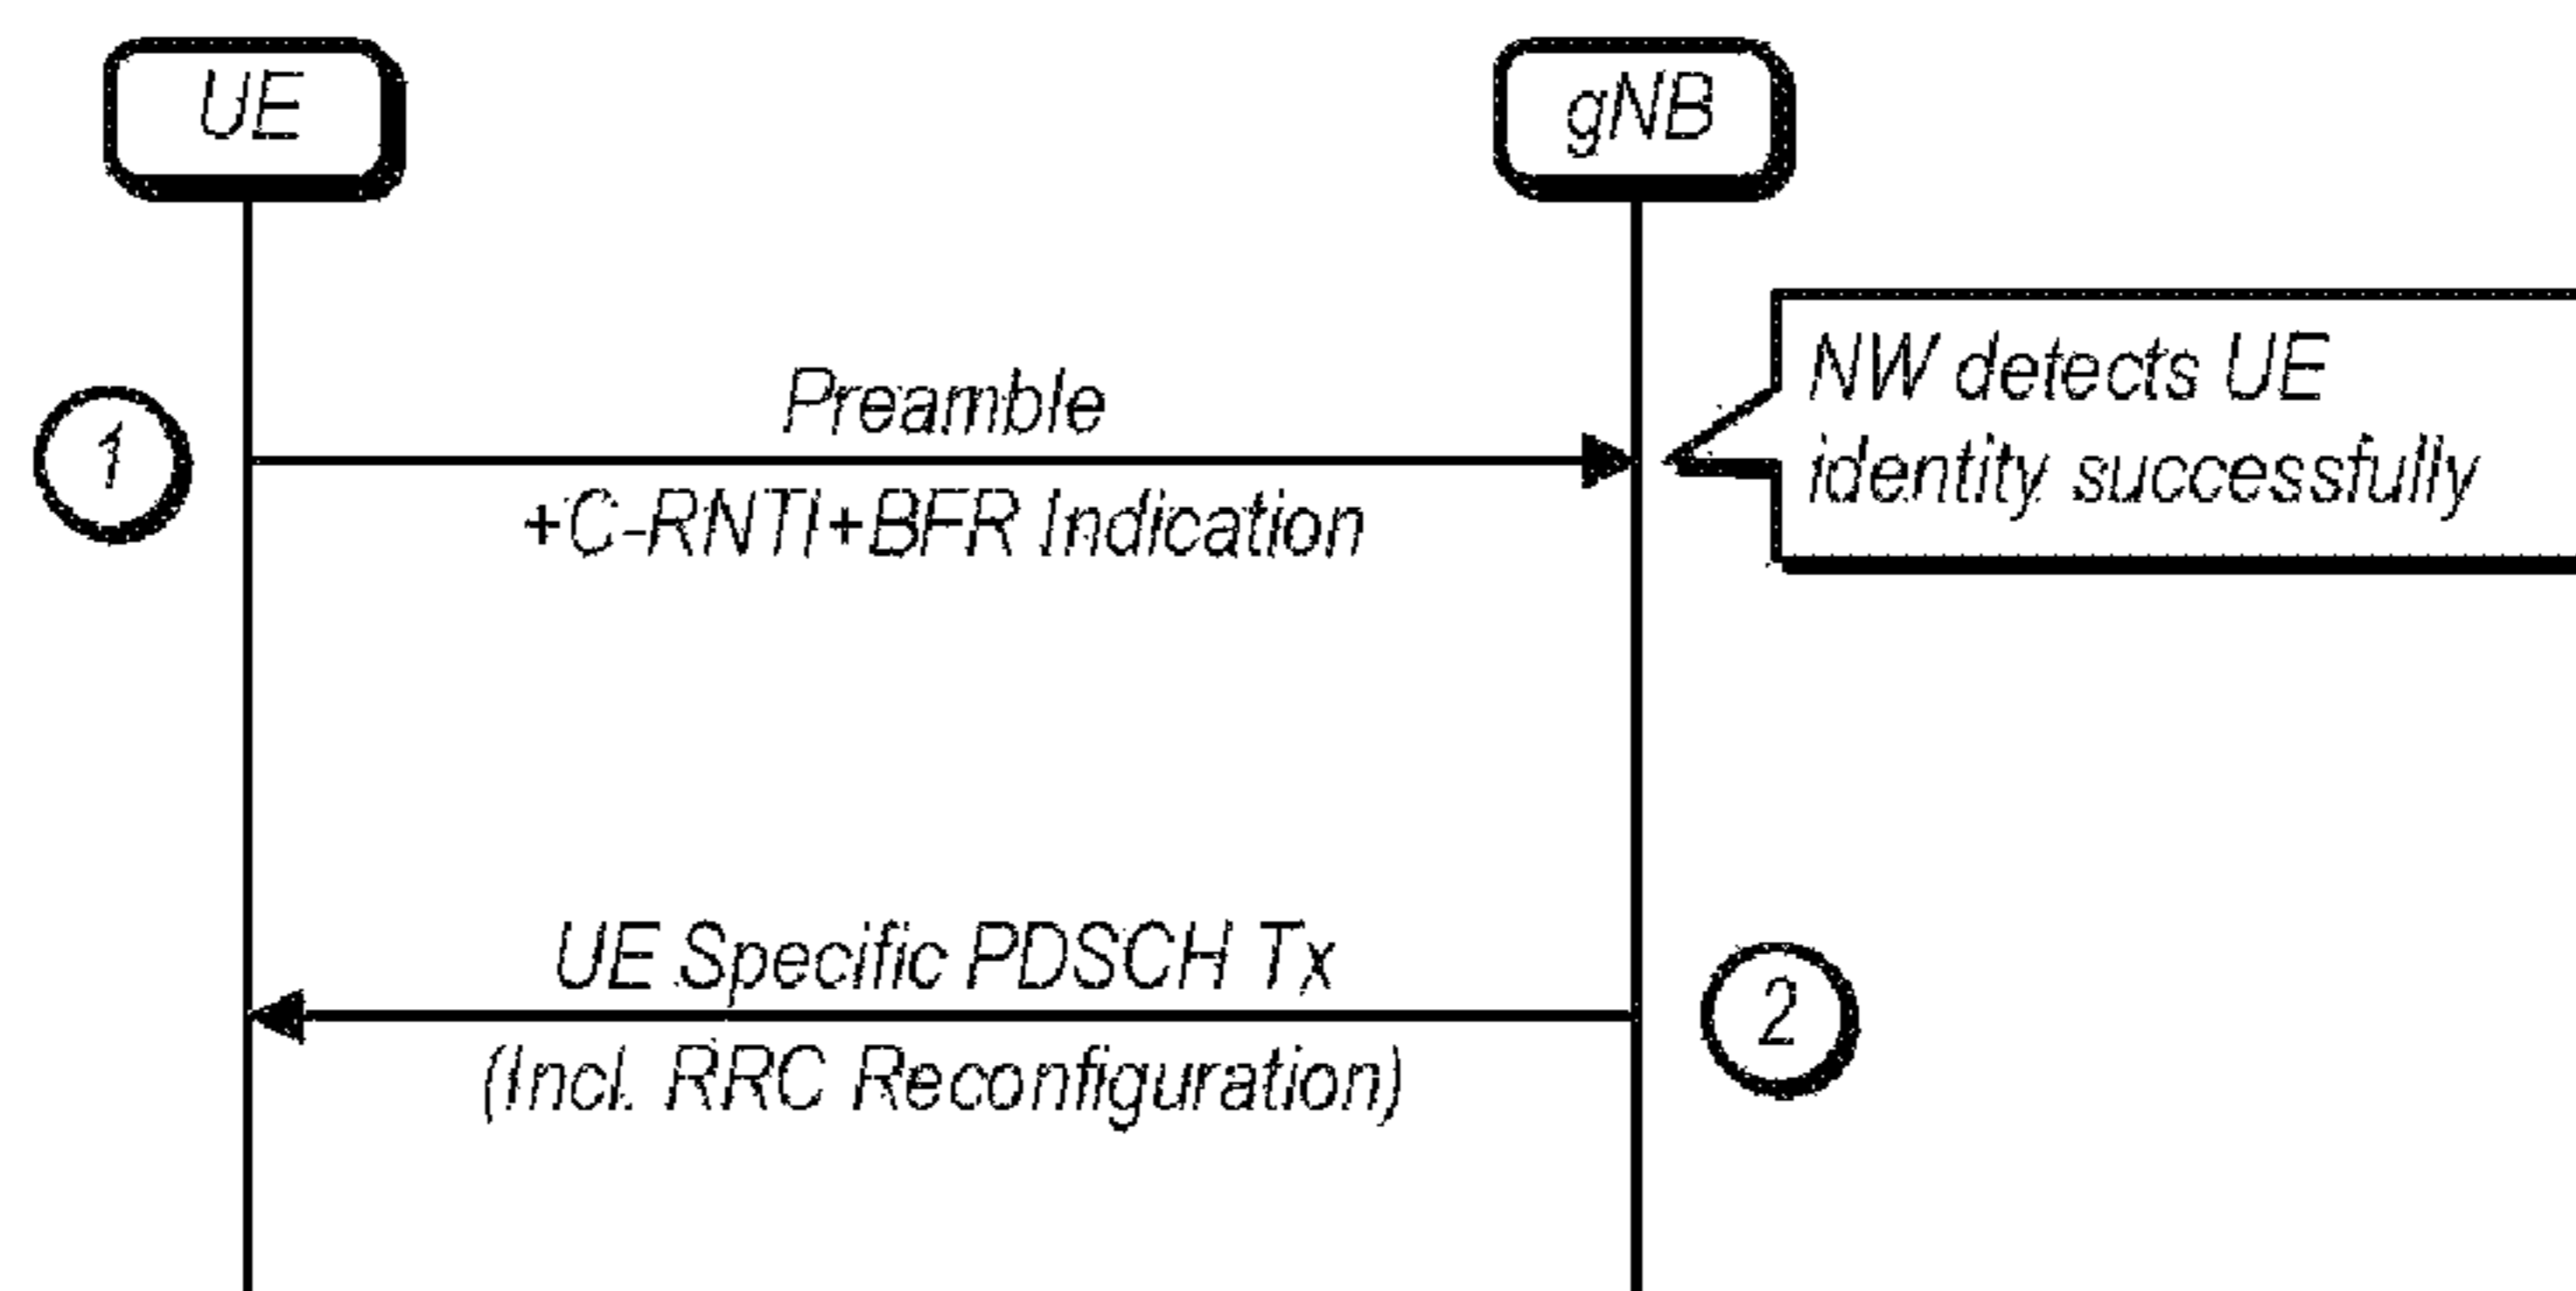 UE
gNB
NW detects UE
identity successfully
1
Preamble
+C-RNTI+BFR Indication
UE Specific PDSCH Tx
(Incl. RRC Reconfiguration)
2